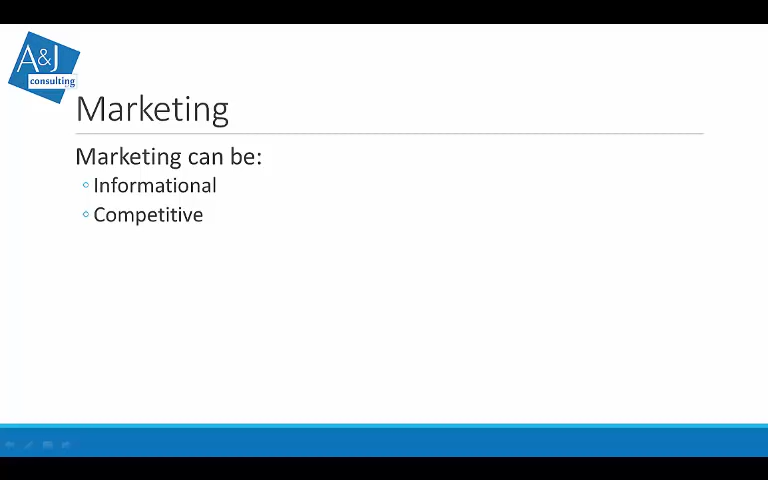 A&J
consulting
Marketing
Marketing can be:
◦ Informational
◦ Competitive